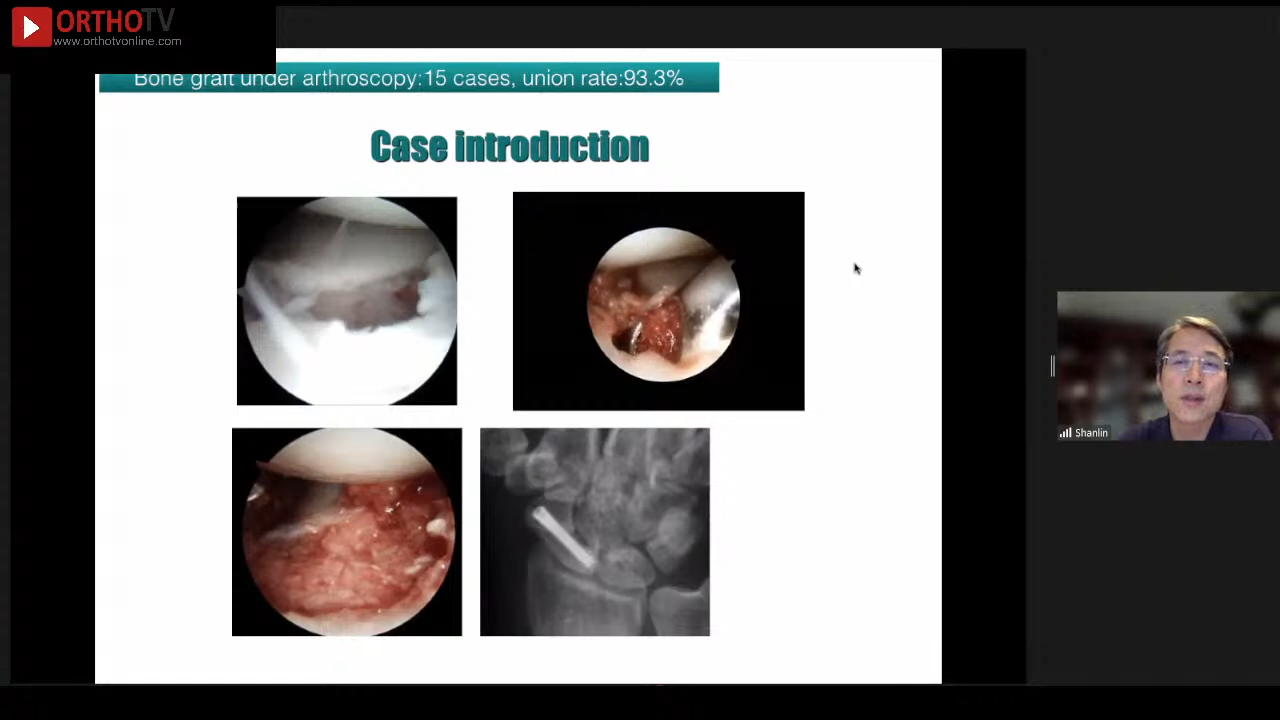 ORTHOTV
www.orthotvonline.com
Bone graft under arthroscopy:15 cases, union rate:93.3%
Case introduction
Shanlin